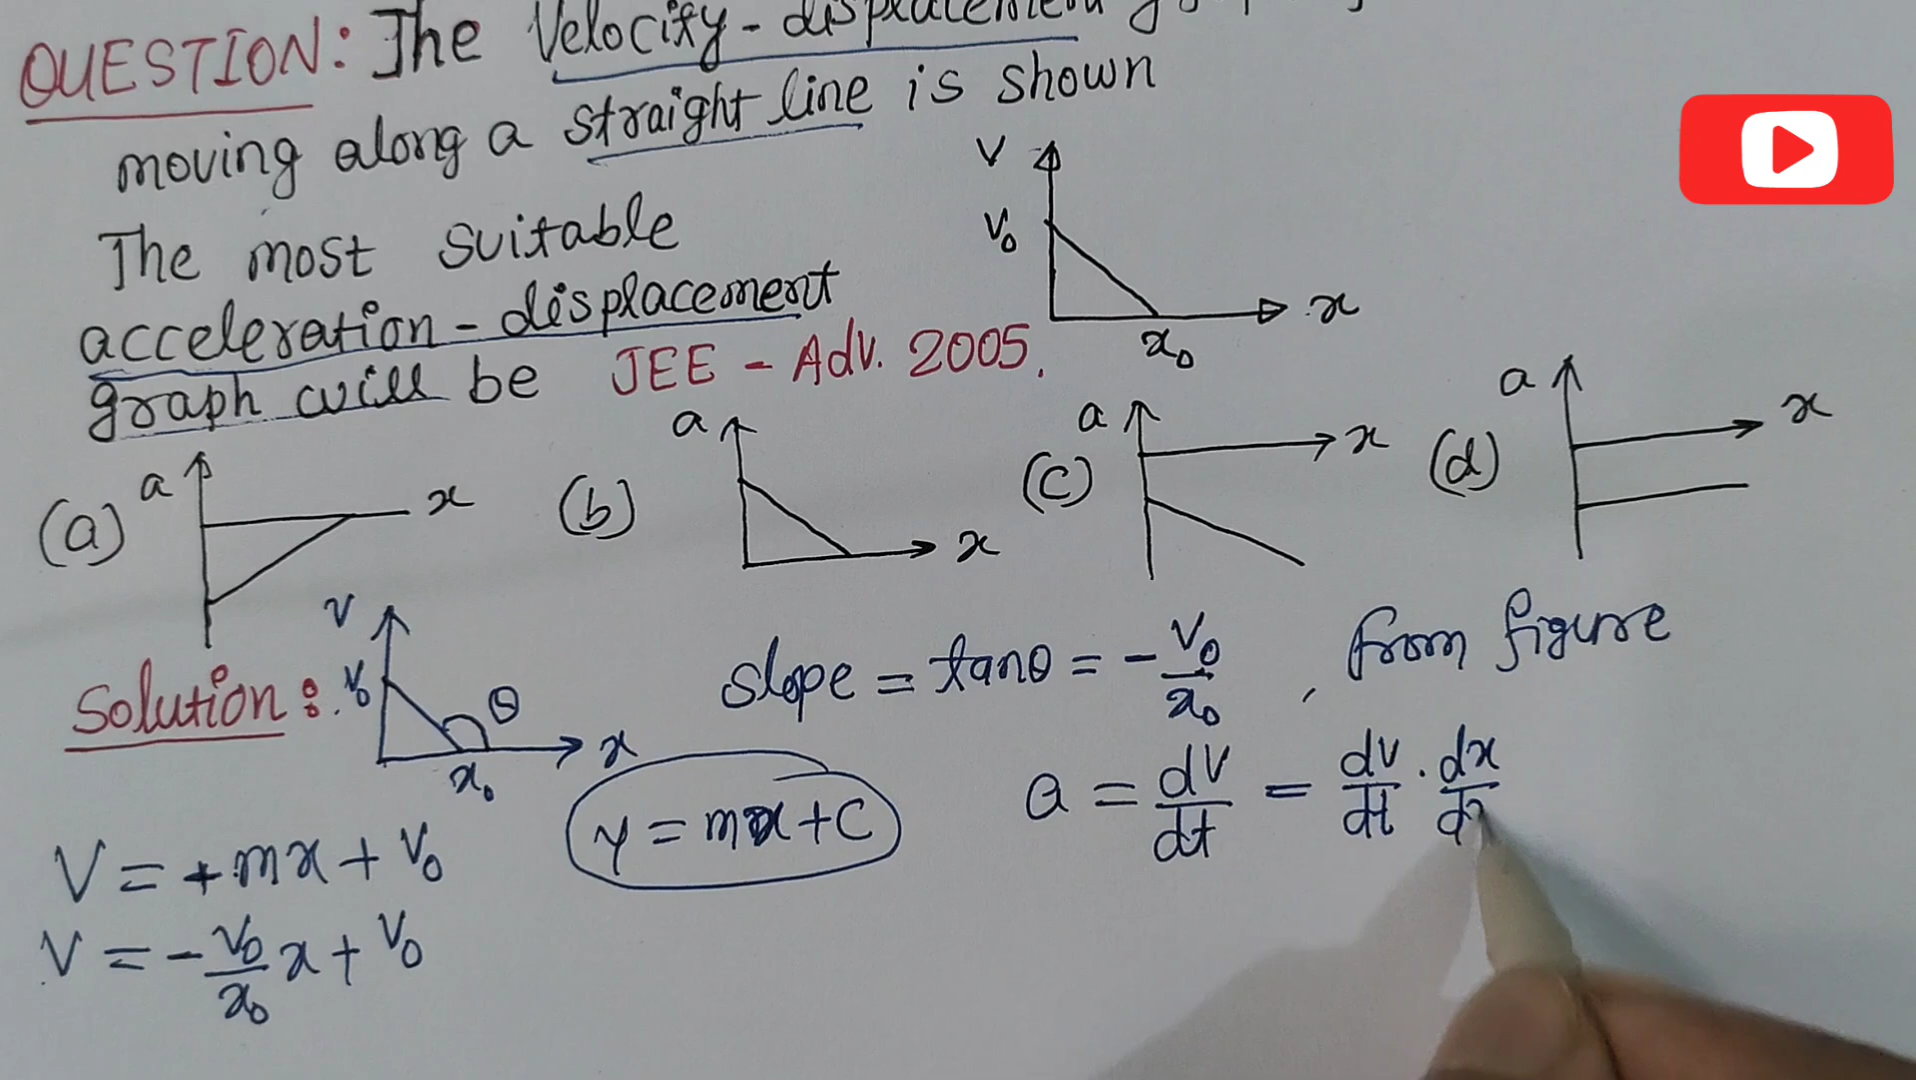 QUESTION: The Velocity-displacement
moving along a straight line is shown
The most suitable
acceleration-displacement
graph will be JEE - Adv. 2005.
V
V₀
x
x₀
(a) a x
(b) a x
(c) a x
(d) a x
Solution: V V₀ θ x x₀
slope = tanθ = -V₀/x₀, from figure
y = mx + c
a = dV/dt = dV/dt · dx/
V = +mx + V₀
V = -V₀/x₀ x + V₀